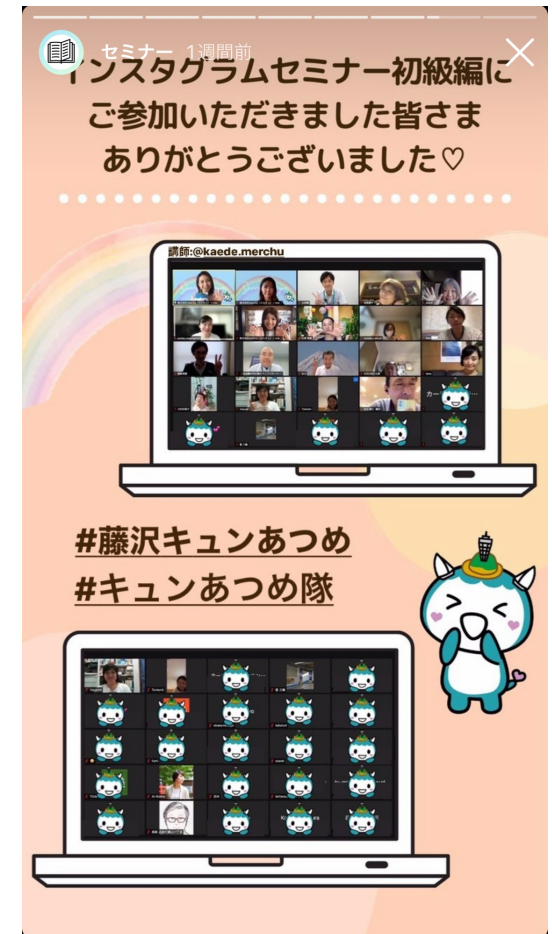 セミナー 1週間前
インスタグラムセミナー初級編に
ご参加いただきました皆さま
ありがとうございました♡
講師:@kaede.merchu
#藤沢キュンあつめ
#キュンあつめ隊